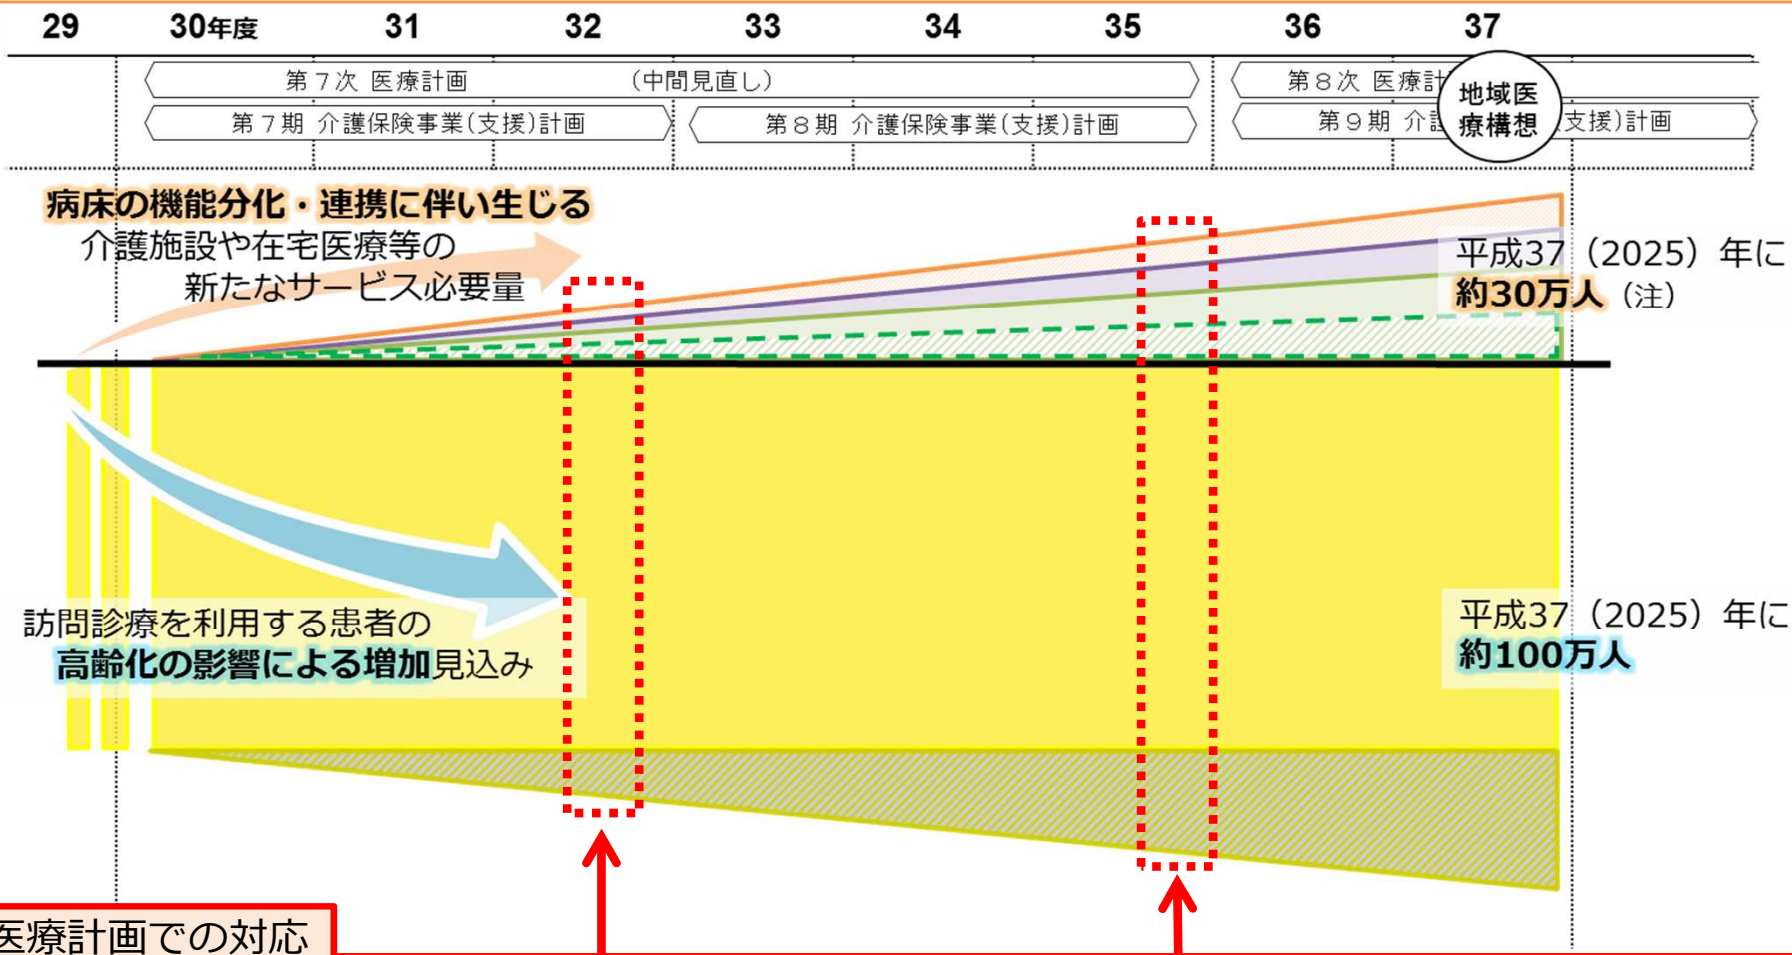 29 30年度 31 32 33 34 35 36 37
第7次 医療計画 (中間見直し)
第8次 医療計
第7期 介護保険事業(支援)計画
第8期 介護保険事業(支援)計画
第9期 介 支援)計画
地域医
療構想
病床の機能分化・連携に伴い生じる
介護施設や在宅医療等の
新たなサービス必要量
平成37（2025）年に
約30万人（注）
訪問診療を利用する患者の
高齢化の影響による増加見込み
平成37（2025）年に
約100万人
医療計画での対応